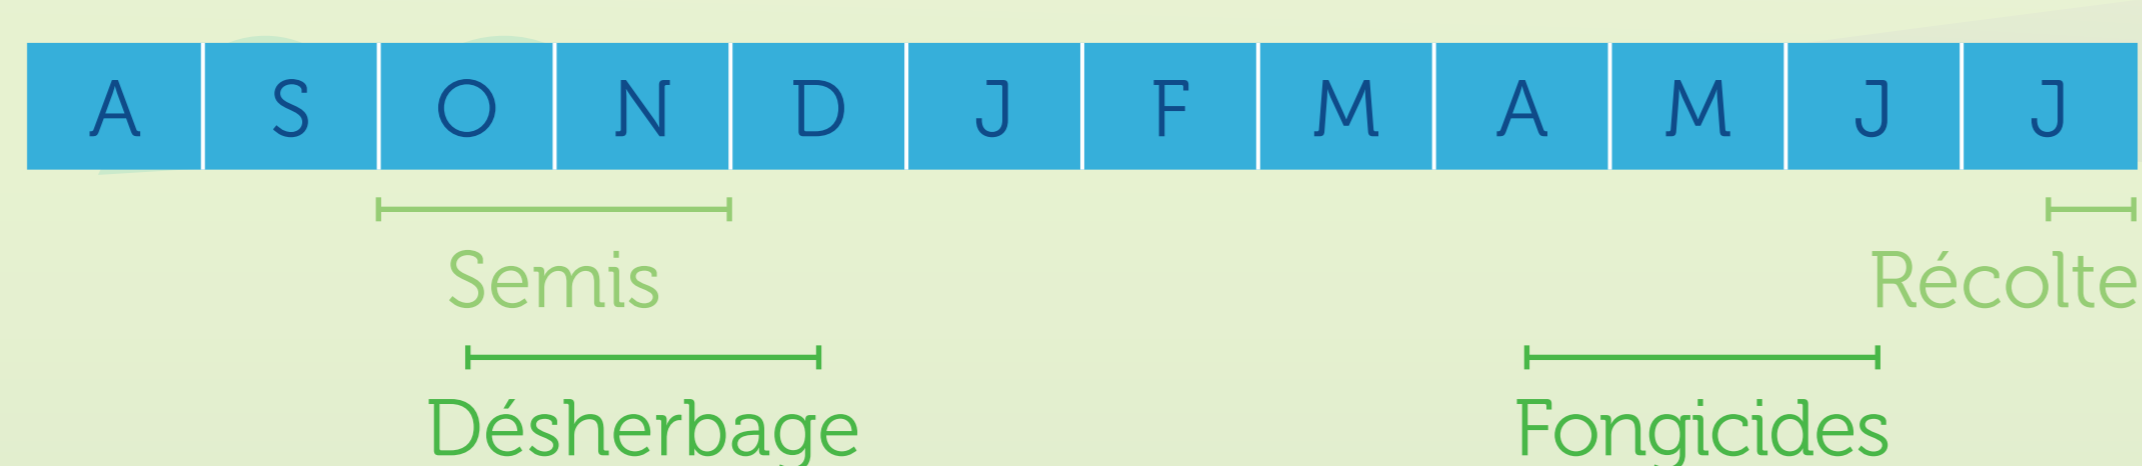 A S O N D J F M A M J J
Semis Récolte
Désherbage Fongicides